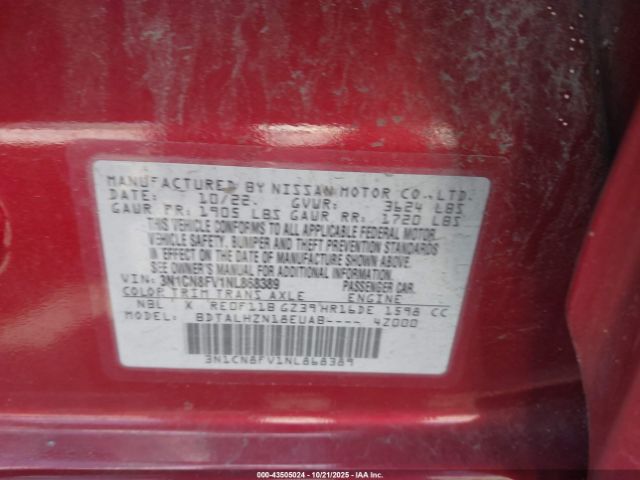 MANUFACTURED BY NISSAN MOTOR CO., LTD.
DATE: 10/22. GVWR: 3624 LBS
GAWR FR: 1905 LBS GAWR RR: 1720 LBS
THIS VEHICLE CONFORMS TO ALL APPLICABLE FEDERAL MOTOR
VEHICLE SAFETY, BUMPER AND THEFT PREVENTION STANDARDS
IN EFFECT ON THE DATE OF MANUFACTURE SHOWN ABOVE.
SEE OWNER'S MANUAL FOR ADDITIONAL INFORMATION
VIN: 3N1CN8FV1NL868389 PASSENGER CAR.
COLOR TRIM TRANS AXLE ENGINE
NBL X RE0F11B GZ39 HR16DE 1598 CC
MODEL: BDTALHZN18EUAB---- 42000
3N1CN8FV1NL868389
000-43505024 | 10/21/2025 | IAA Inc.